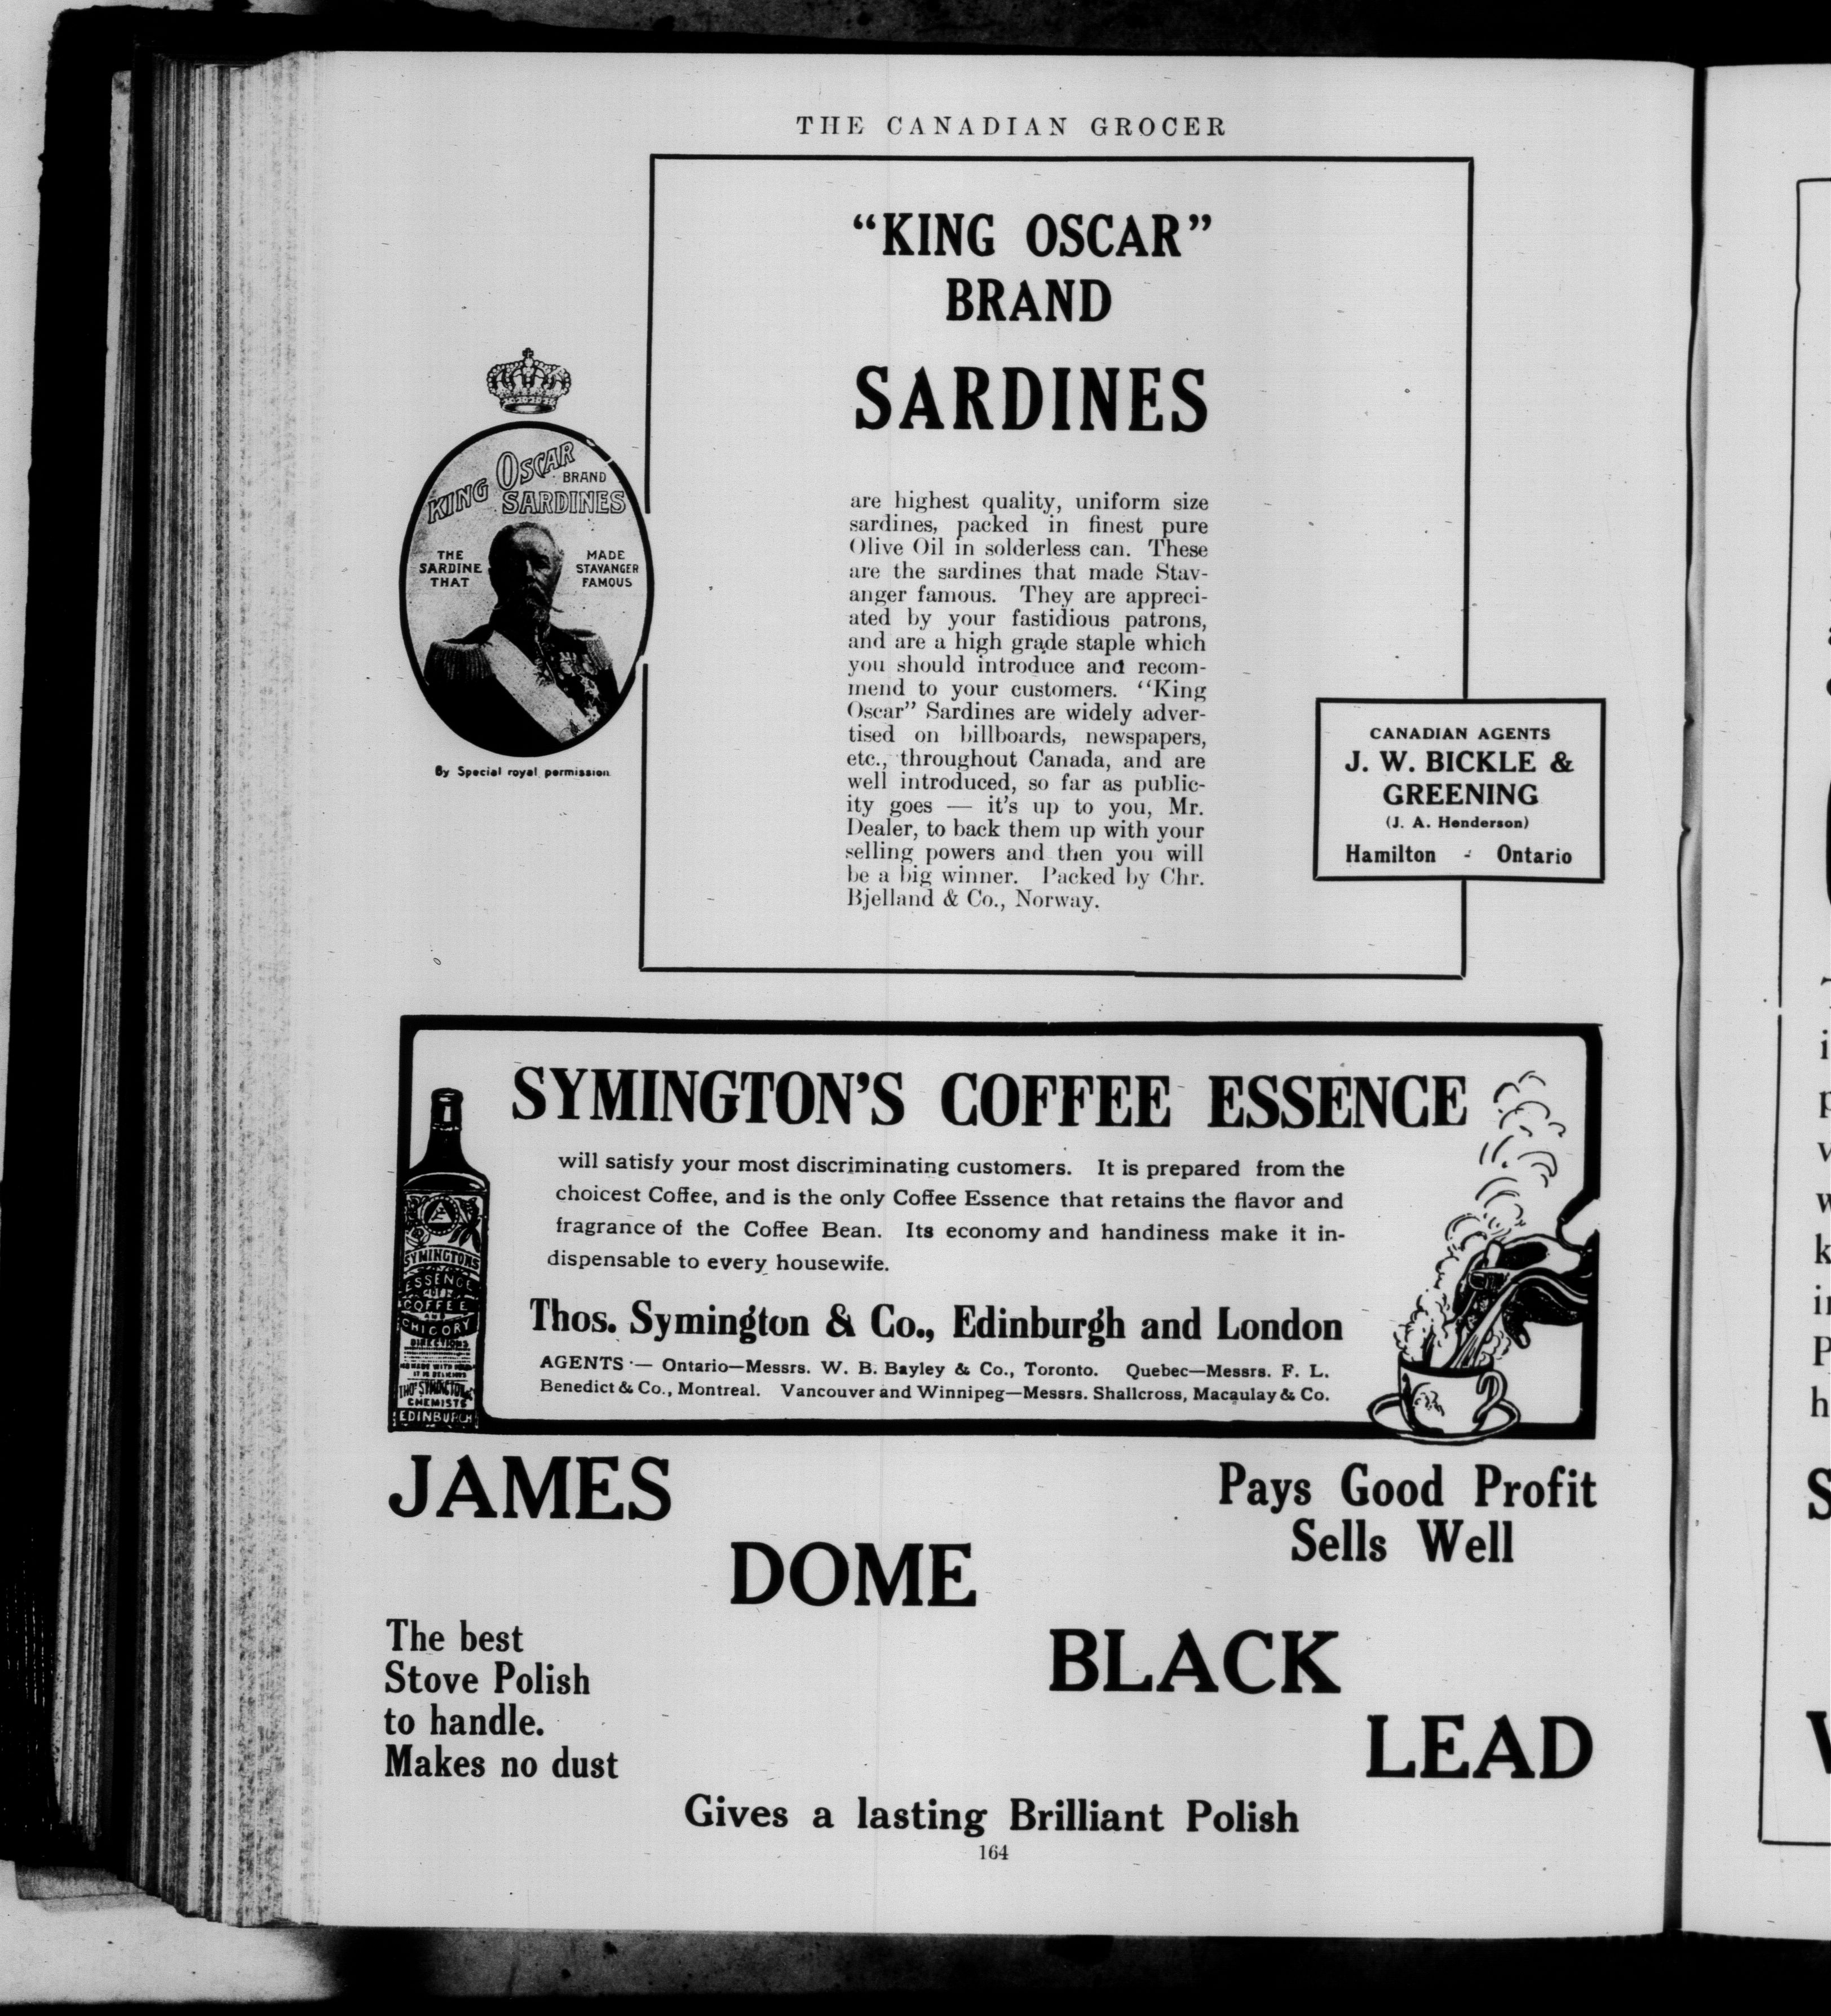 THE CANADIAN GROCER
“KING OSCAR”
BRAND
SARDINES
KING OSCAR BRAND
SARDINES
THE
SARDINE
THAT
MADE
STAVANGER
FAMOUS
By Special royal permission
are highest quality, uniform size
sardines, packed in finest pure
Olive Oil in solderless can. These
are the sardines that made Stav-
anger famous. They are appreci-
ated by your fastidious patrons,
and are a high grade staple which
you should introduce and recom-
mend to your customers. “King
Oscar” Sardines are widely adver-
tised on billboards, newspapers,
etc., throughout Canada, and are
well introduced, so far as public-
ity goes — it’s up to you, Mr.
Dealer, to back them up with your
selling powers and then you will
be a big winner. Packed by Chr.
Bjelland & Co., Norway.
CANADIAN AGENTS
J. W. BICKLE &
GREENING
(J. A. Henderson)
Hamilton - Ontario
SYMINGTON’S COFFEE ESSENCE
will satisfy your most discriminating customers. It is prepared from the
choicest Coffee, and is the only Coffee Essence that retains the flavor and
fragrance of the Coffee Bean. Its economy and handiness make it in-
dispensable to every housewife.
Thos. Symington & Co., Edinburgh and London
AGENTS — Ontario—Messrs. W. B. Bayley & Co., Toronto. Quebec—Messrs. F. L.
Benedict & Co., Montreal. Vancouver and Winnipeg—Messrs. Shallcross, Macaulay & Co.
SYMINGTONS
ESSENCE
COFFEE
AND
CHICORY
DIRECTIONS
THOS SYMINGTON &
CHEMISTS
EDINBURGH
JAMES
DOME
BLACK
LEAD
Pays Good Profit
Sells Well
The best
Stove Polish
to handle.
Makes no dust
Gives a lasting Brilliant Polish
164